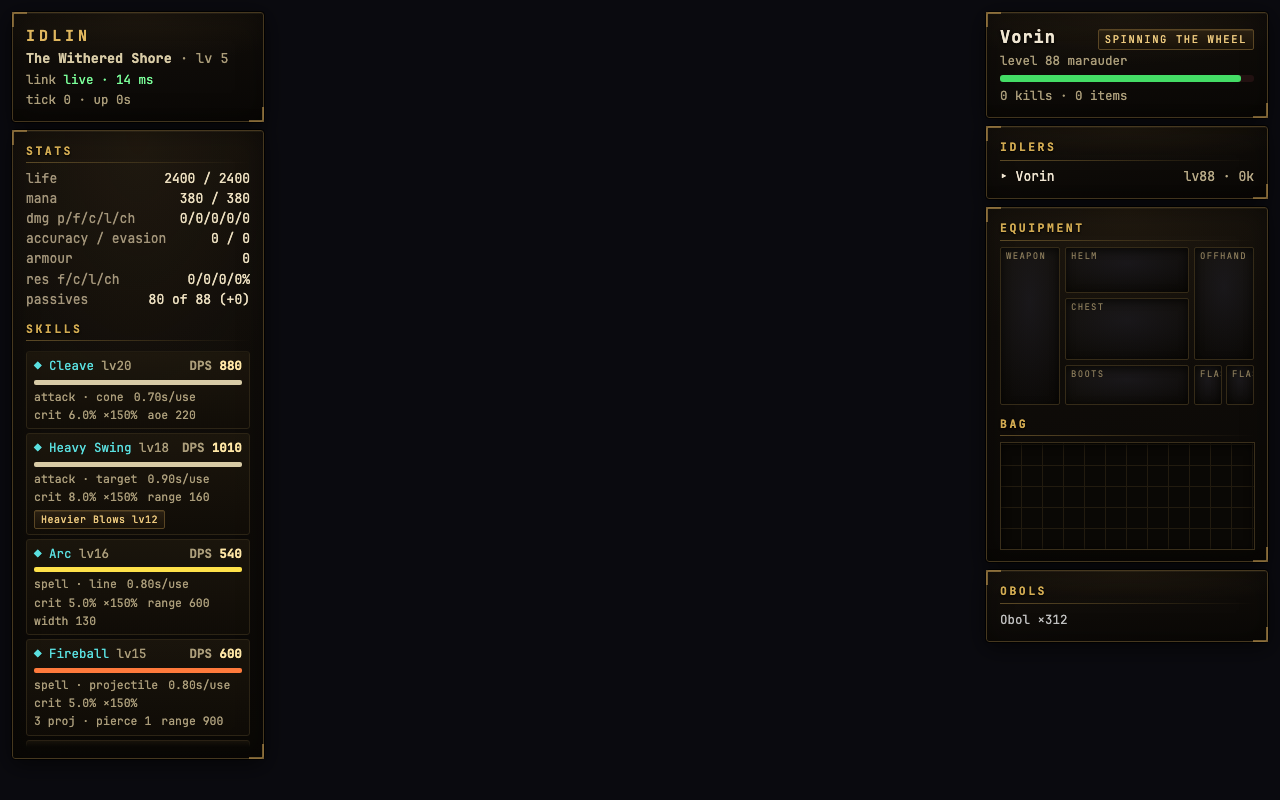 IDLIN
The Withered Shore · lv 5
link live · 14 ms
tick 0 · up 0s
STATS
life 2400 / 2400
mana 380 / 380
dmg p/f/c/l/ch 0/0/0/0/0
accuracy / evasion 0 / 0
armour 0
res f/c/l/ch 0/0/0/0%
passives 80 of 88 (+0)
SKILLS
◆ Cleave lv20 DPS 880
attack · cone 0.70s/use
crit 6.0% ×150% aoe 220
◆ Heavy Swing lv18 DPS 1010
attack · target 0.90s/use
crit 8.0% ×150% range 160
Heavier Blows lv12
◆ Arc lv16 DPS 540
spell · line 0.80s/use
crit 5.0% ×150% range 600
width 130
◆ Fireball lv15 DPS 600
spell · projectile 0.80s/use
crit 5.0% ×150%
3 proj · pierce 1 range 900
Vorin SPINNING THE WHEEL
level 88 marauder
0 kills · 0 items
IDLERS
▸ Vorin lv88 · 0k
EQUIPMENT
WEAPON HELM OFFHAND
CHEST
BOOTS FLA FLA
BAG
OBOLS
Obol ×312